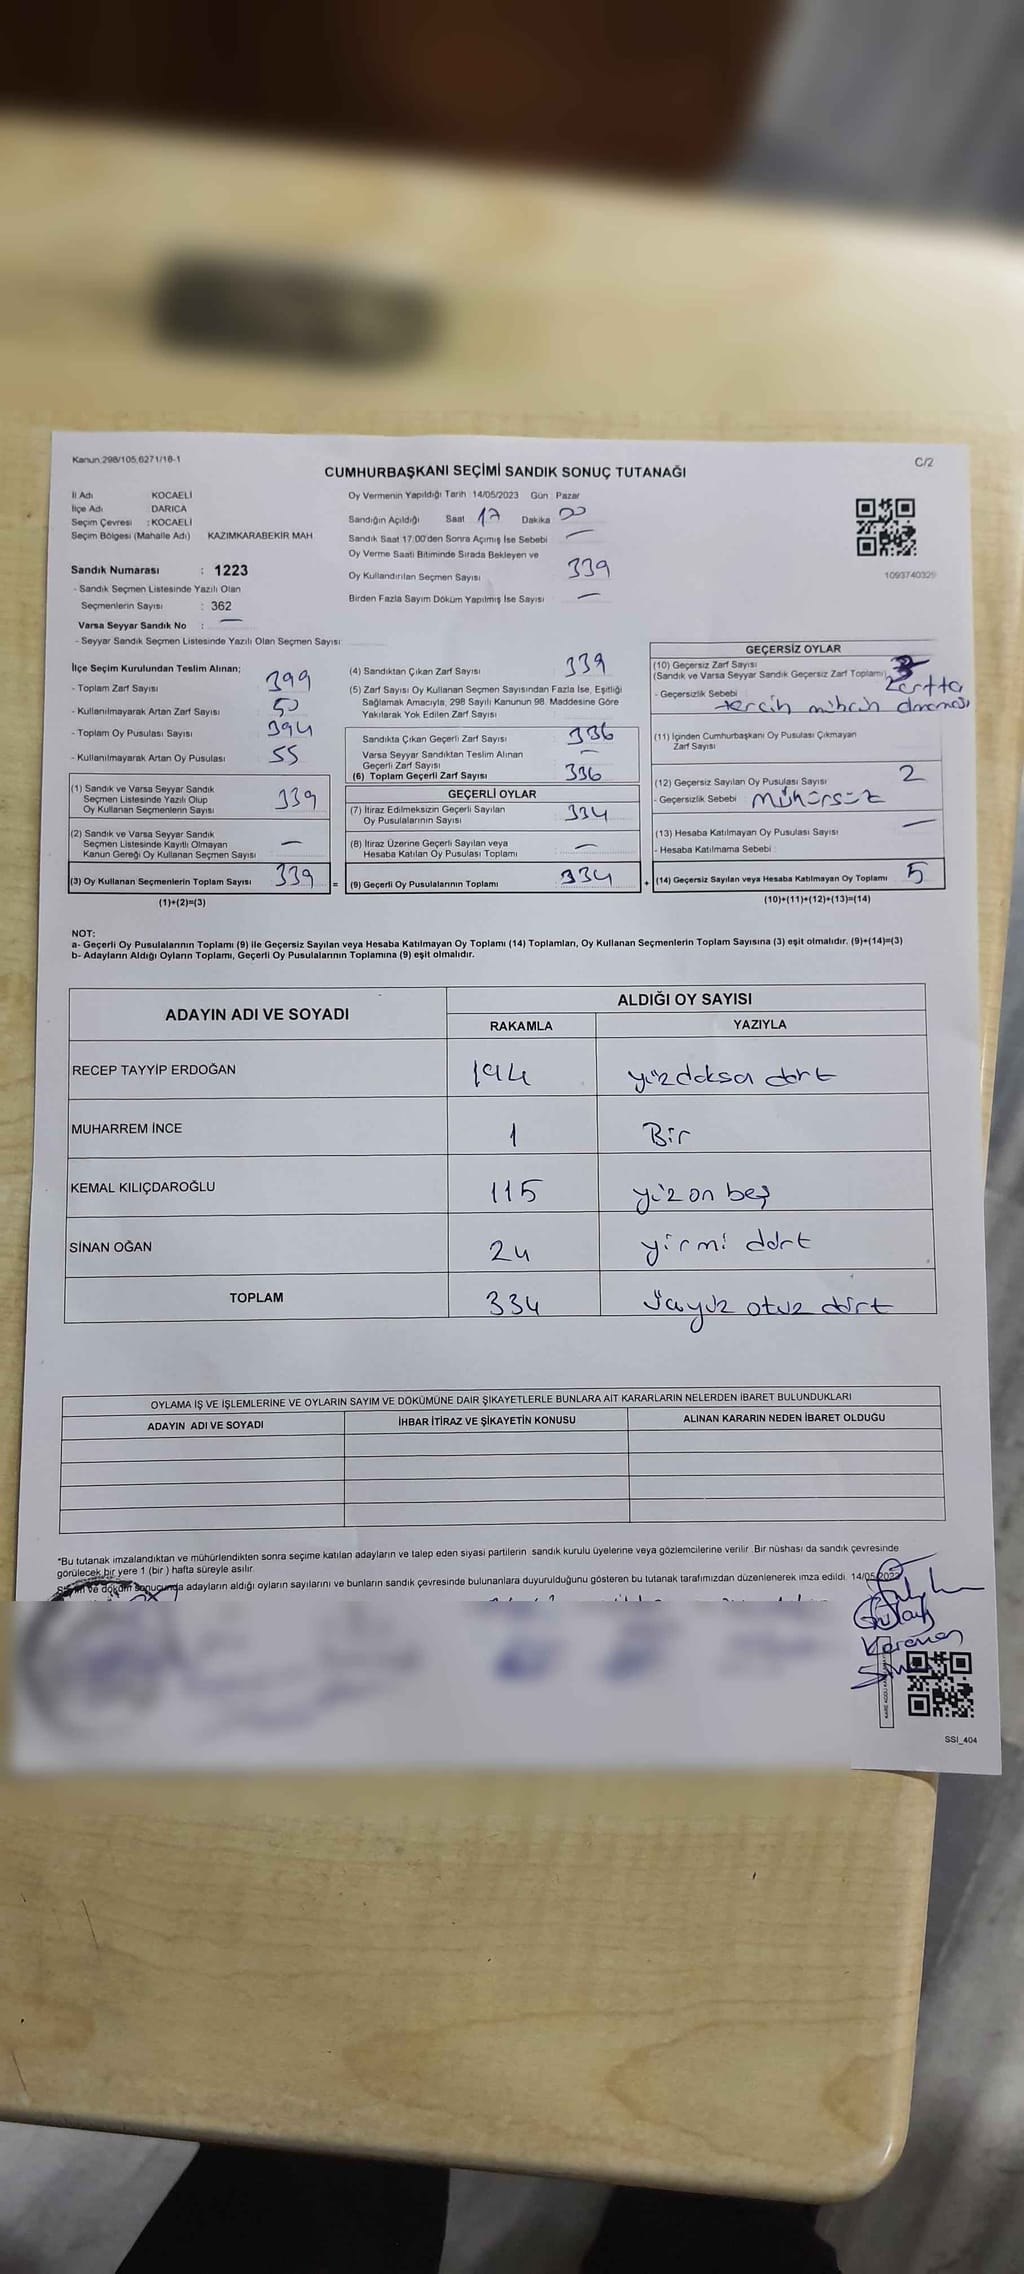 Kanun 298/105,6271/16-1
C/2
CUMHURBAŞKANI SEÇİMİ SANDIK SONUÇ TUTANAĞI
İl Adı KOCAELİ
İlçe Adı DARICA
Seçim Çevresi : KOCAELİ
Seçim Bölgesi (Mahalle Adı) KAZIMKARABEKİR MAH
Sandık Numarası : 1223
- Sandık Seçmen Listesinde Yazılı Olan
Seçmenlerin Sayısı : 362
Varsa Seyyar Sandık No : —
- Seyyar Sandık Seçmen Listesinde Yazılı Olan Seçmen Sayısı:
Oy Vermenin Yapıldığı Tarih 14/05/2023 Gün : Pazar
Sandığın Açıldığı Saat 17 Dakika 00
Sandık Saat 17:00'den Sonra Açımış İse Sebebi —
Oy Verme Saati Bitiminde Sırada Bekleyen ve
Oy Kullandırılan Seçmen Sayısı 339
Birden Fazla Sayım Döküm Yapılmış İse Sayısı —
1093740329
İlçe Seçim Kurulundan Teslim Alınan;
- Toplam Zarf Sayısı 399
- Kullanılmayarak Artan Zarf Sayısı 50
- Toplam Oy Pusulası Sayısı 394
- Kullanılmayarak Artan Oy Pusulası 55
(1) Sandık ve Varsa Seyyar Sandık
Seçmen Listesinde Yazılı Olup
Oy Kullanan Seçmenlerin Sayısı 339
(2) Sandık ve Varsa Seyyar Sandık
Seçmen Listesinde Kayıtlı Olmayan
Kanun Gereği Oy Kullanan Seçmen Sayısı —
(3) Oy Kullanan Seçmenlerin Toplam Sayısı 339 =
(1)+(2)=(3)
(4) Sandıktan Çıkan Zarf Sayısı 339
(5) Zarf Sayısı Oy Kullanan Seçmen Sayısından Fazla İse, Eşitliği
Sağlamak Amacıyla, 298 Sayılı Kanunun 98. Maddesine Göre
Yakılarak Yok Edilen Zarf Sayısı
Sandıkta Çıkan Geçerli Zarf Sayısı 336
Varsa Seyyar Sandıktan Teslim Alınan
Geçerli Zarf Sayısı —
(6) Toplam Geçerli Zarf Sayısı 336
GEÇERLİ OYLAR
(7) İtiraz Edilmeksizin Geçerli Sayılan
Oy Pusulalarının Sayısı 334
(8) İtiraz Üzerine Geçerli Sayılan veya
Hesaba Katılan Oy Pusulası Toplamı —
(9) Geçerli Oy Pusulalarının Toplamı 334 +
GEÇERSİZ OYLAR
(10) Geçersiz Zarf Sayısı
(Sandık ve Varsa Seyyar Sandık Geçersiz Zarf Toplamı) 3
- Geçersizlik Sebebi zarfta
tercih mührün olması
(11) İçinden Cumhurbaşkanı Oy Pusulası Çıkmayan
Zarf Sayısı
(12) Geçersiz Sayılan Oy Pusulası Sayısı 2
- Geçersizlik Sebebi Mühürsüz
(13) Hesaba Katılmayan Oy Pusulası Sayısı —
- Hesaba Katılmama Sebebi
(14) Geçersiz Sayılan veya Hesaba Katılmayan Oy Toplamı 5
(10)+(11)+(12)+(13)=(14)
NOT:
a- Geçerli Oy Pusulalarının Toplamı (9) ile Geçersiz Sayılan veya Hesaba Katılmayan Oy Toplamı (14) Toplamları, Oy Kullanan Seçmenlerin Toplam Sayısına (3) eşit olmalıdır. (9)+(14)=(3)
b- Adayların Aldığı Oyların Toplamı, Geçerli Oy Pusulalarının Toplamına (9) eşit olmalıdır.
ADAYIN ADI VE SOYADI
ALDIĞI OY SAYISI
RAKAMLA YAZIYLA
RECEP TAYYİP ERDOĞAN 194 yüzdoksa dört
MUHARREM İNCE 1 Bir
KEMAL KILIÇDAROĞLU 115 yüz on beş
SİNAN OĞAN 24 yirmi dört
TOPLAM 334 üçyüz otuz dört
OYLAMA İŞ VE İŞLEMLERİNE VE OYLARIN SAYIM VE DÖKÜMÜNE DAİR ŞİKAYETLERLE BUNLARA AİT KARARLARIN NELERDEN İBARET BULUNDUKLARI
ADAYIN ADI VE SOYADI İHBAR İTİRAZ VE ŞİKAYETİN KONUSU ALINAN KARARIN NEDEN İBARET OLDUĞU
*Bu tutanak imzalandıktan ve mühürlendikten sonra seçime katılan adayların ve talep eden siyasi partilerin sandık kurulu üyelerine veya gözlemcilerine verilir. Bir nüshası da sandık çevresinde
görülecek bir yere 1 (bir) hafta süreyle asılır.
Sayım ve döküm sonucunda adayların aldığı oyların sayılarını ve bunların sandık çevresinde bulunanlara duyurulduğunu gösteren bu tutanak tarafımızdan düzenlenerek imza edildi. 14/05/2023
SSI_404